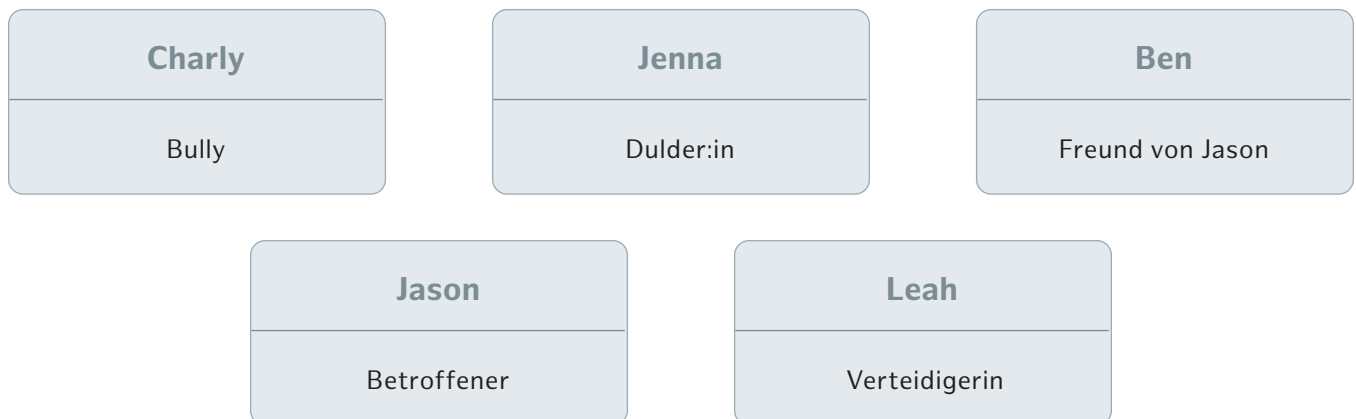 Charly
Bully
Jenna
Dulder:in
Ben
Freund von Jason
Jason
Betroffener
Leah
Verteidigerin